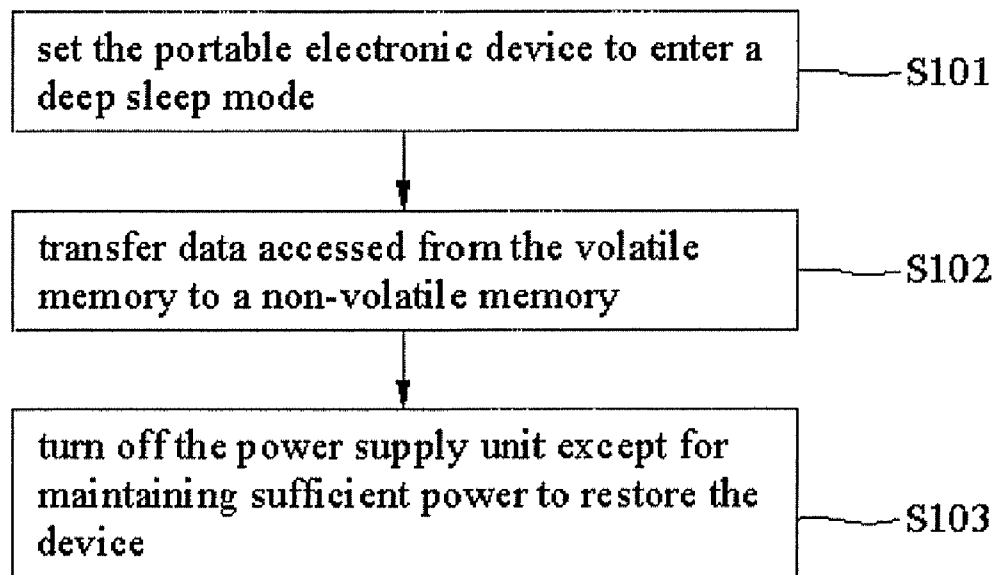 set the portable electronic device to enter a
deep sleep mode
S101
transfer data accessed from the volatile
memory to a non-volatile memory
S102
turn off the power supply unit except for
maintaining sufficient power to restore the
device
S103